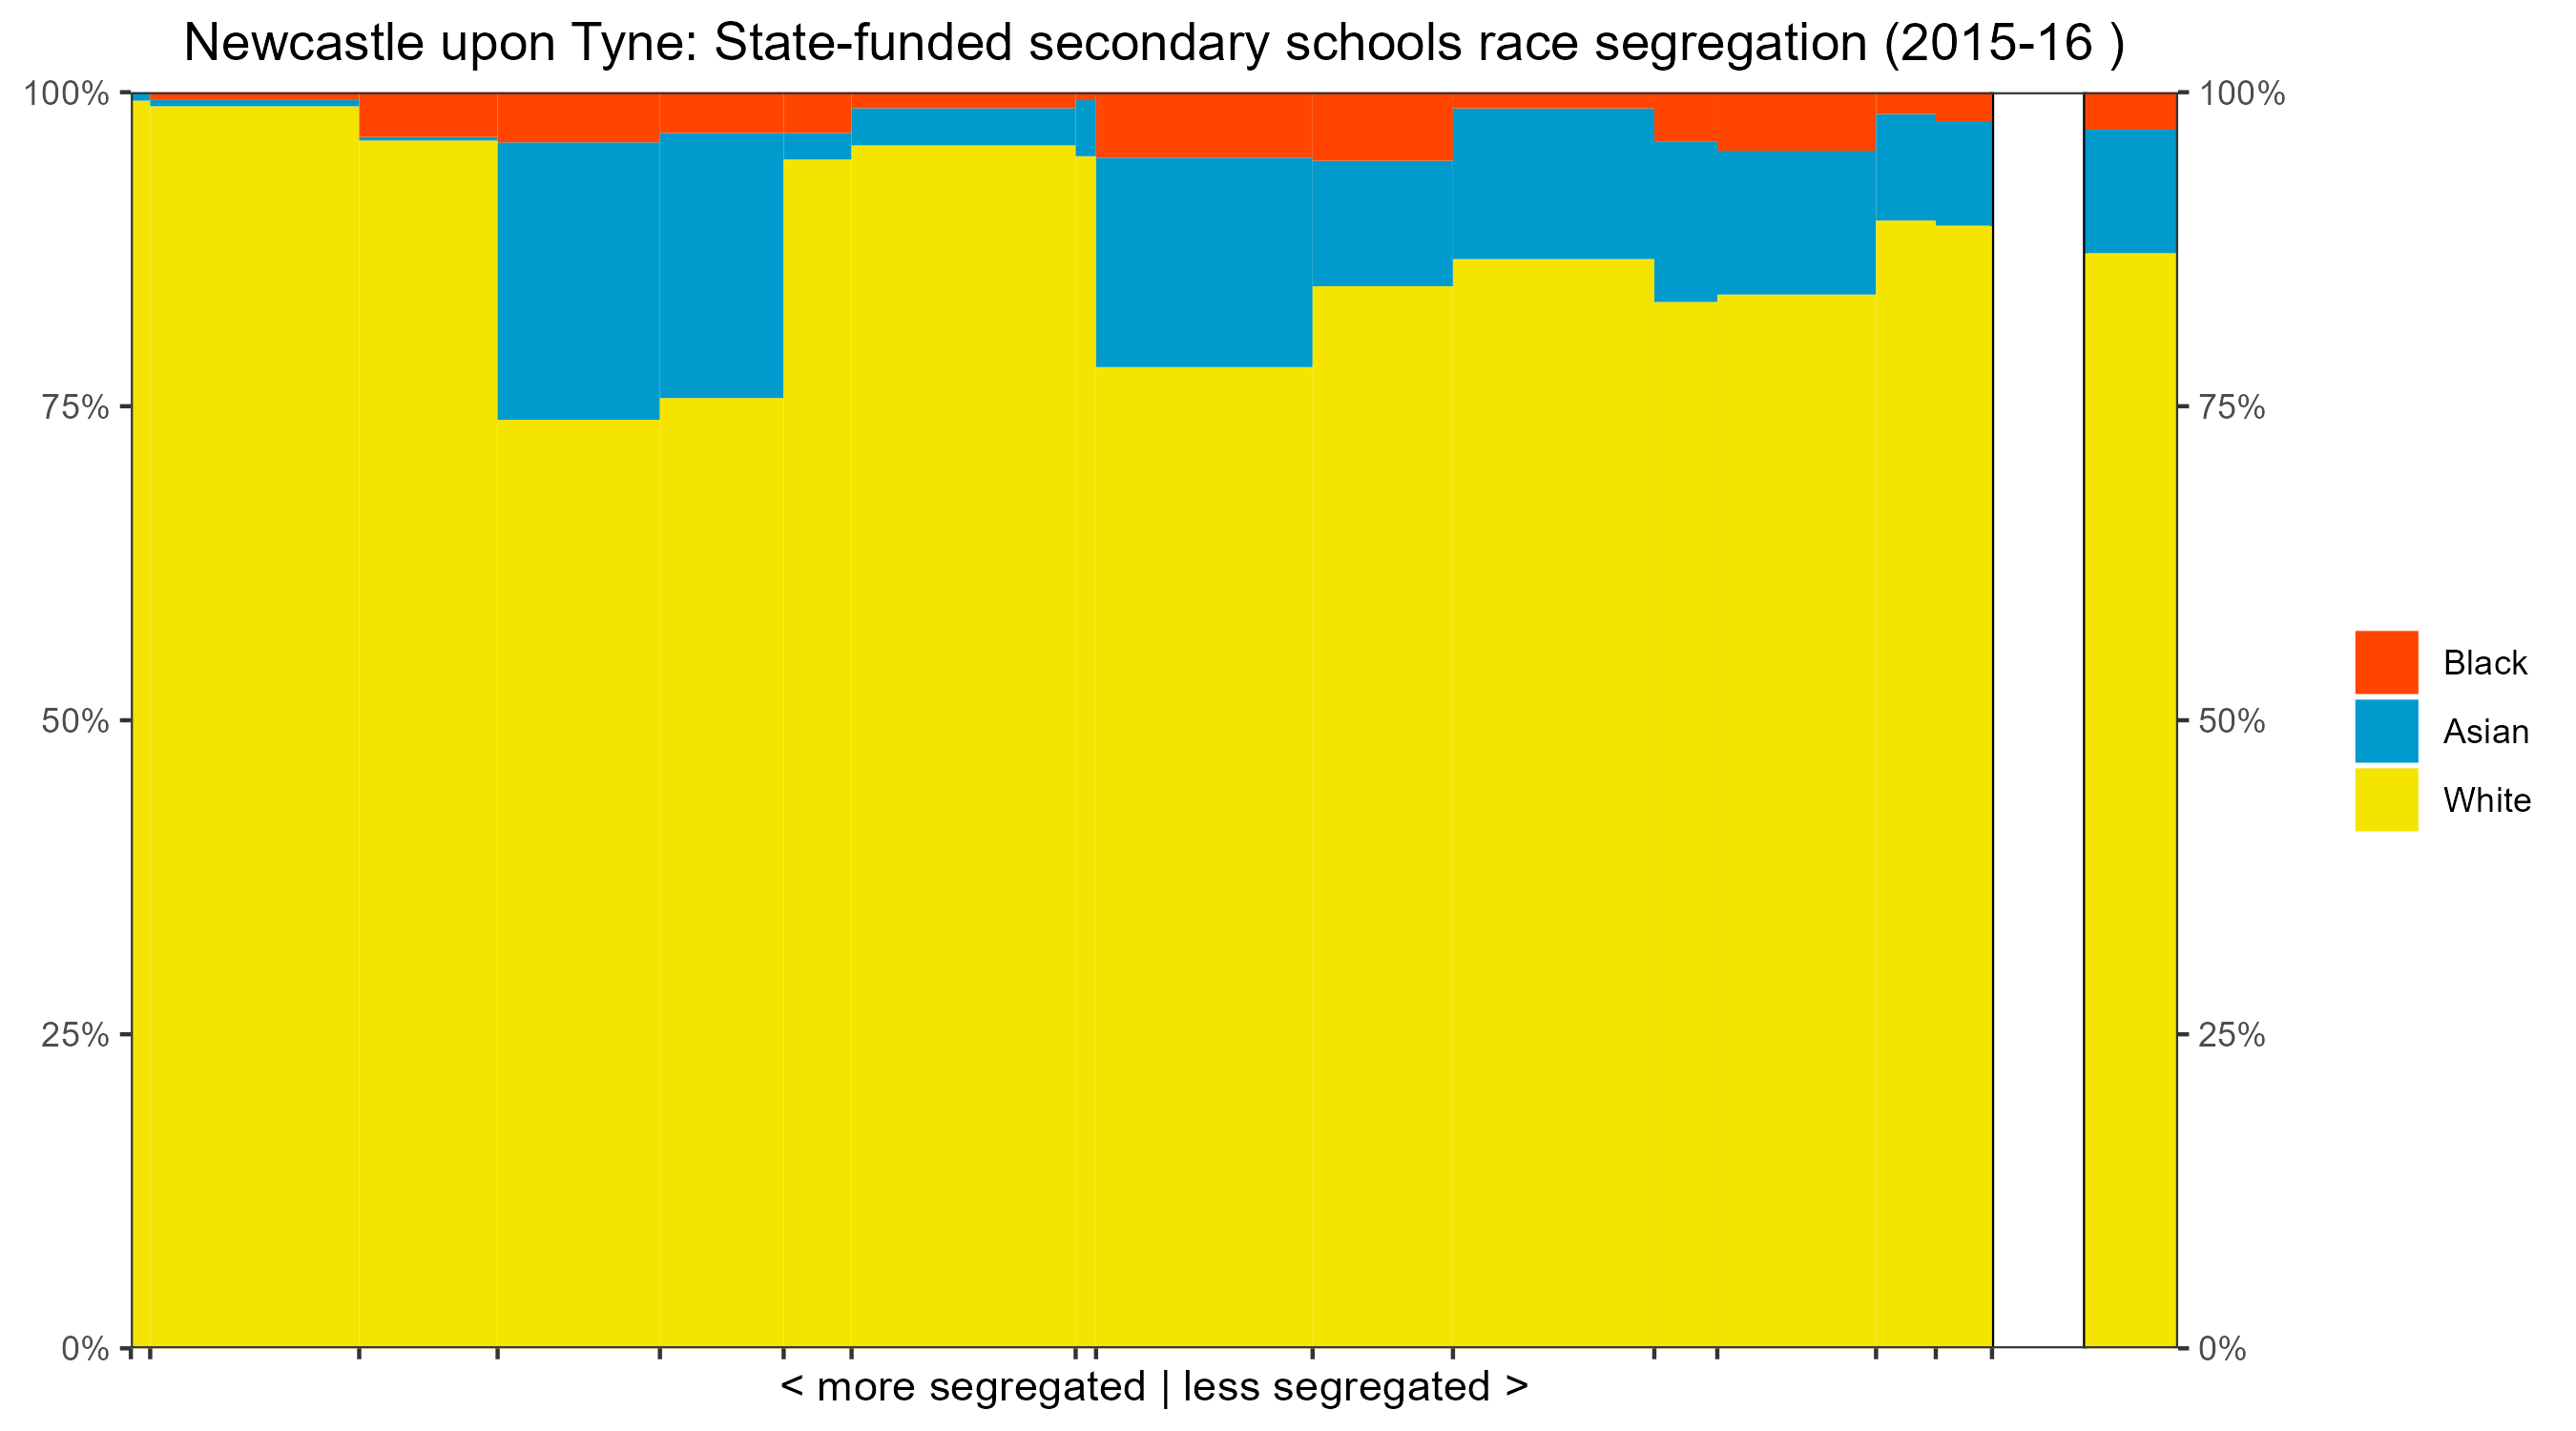 Newcastle upon Tyne: State-funded secondary schools race segregation (2015-16 )
100%
75%
50%
25%
0%
100%
75%
50%
25%
0%
Black
Asian
White
< more segregated | less segregated >